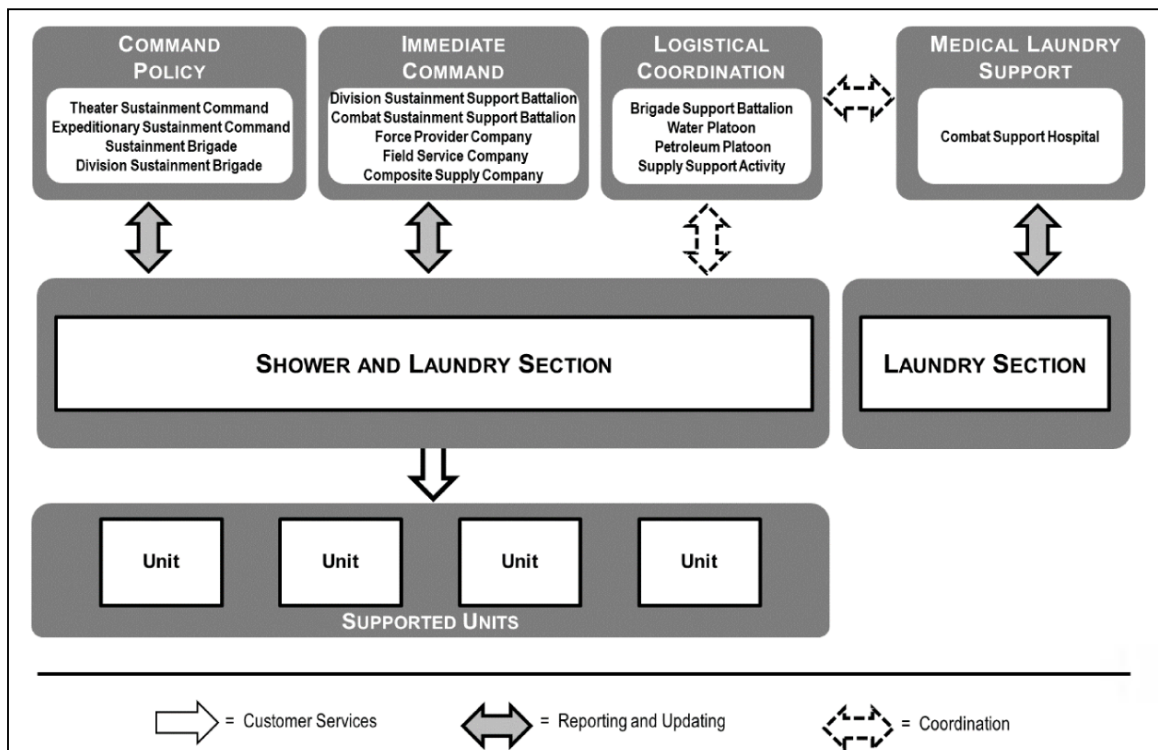 COMMAND
POLICY
Theater Sustainment Command
Expeditionary Sustainment Command
Sustainment Brigade
Division Sustainment Brigade
IMMEDIATE
COMMAND
Division Sustainment Support Battalion
Combat Sustainment Support Battalion
Force Provider Company
Field Service Company
Composite Supply Company
LOGISTICAL
COORDINATION
Brigade Support Battalion
Water Platoon
Petroleum Platoon
Supply Support Activity
MEDICAL LAUNDRY
SUPPORT
Combat Support Hospital
SHOWER AND LAUNDRY SECTION
LAUNDRY SECTION
Unit
Unit
Unit
Unit
SUPPORTED UNITS
= Customer Services
= Reporting and Updating
= Coordination